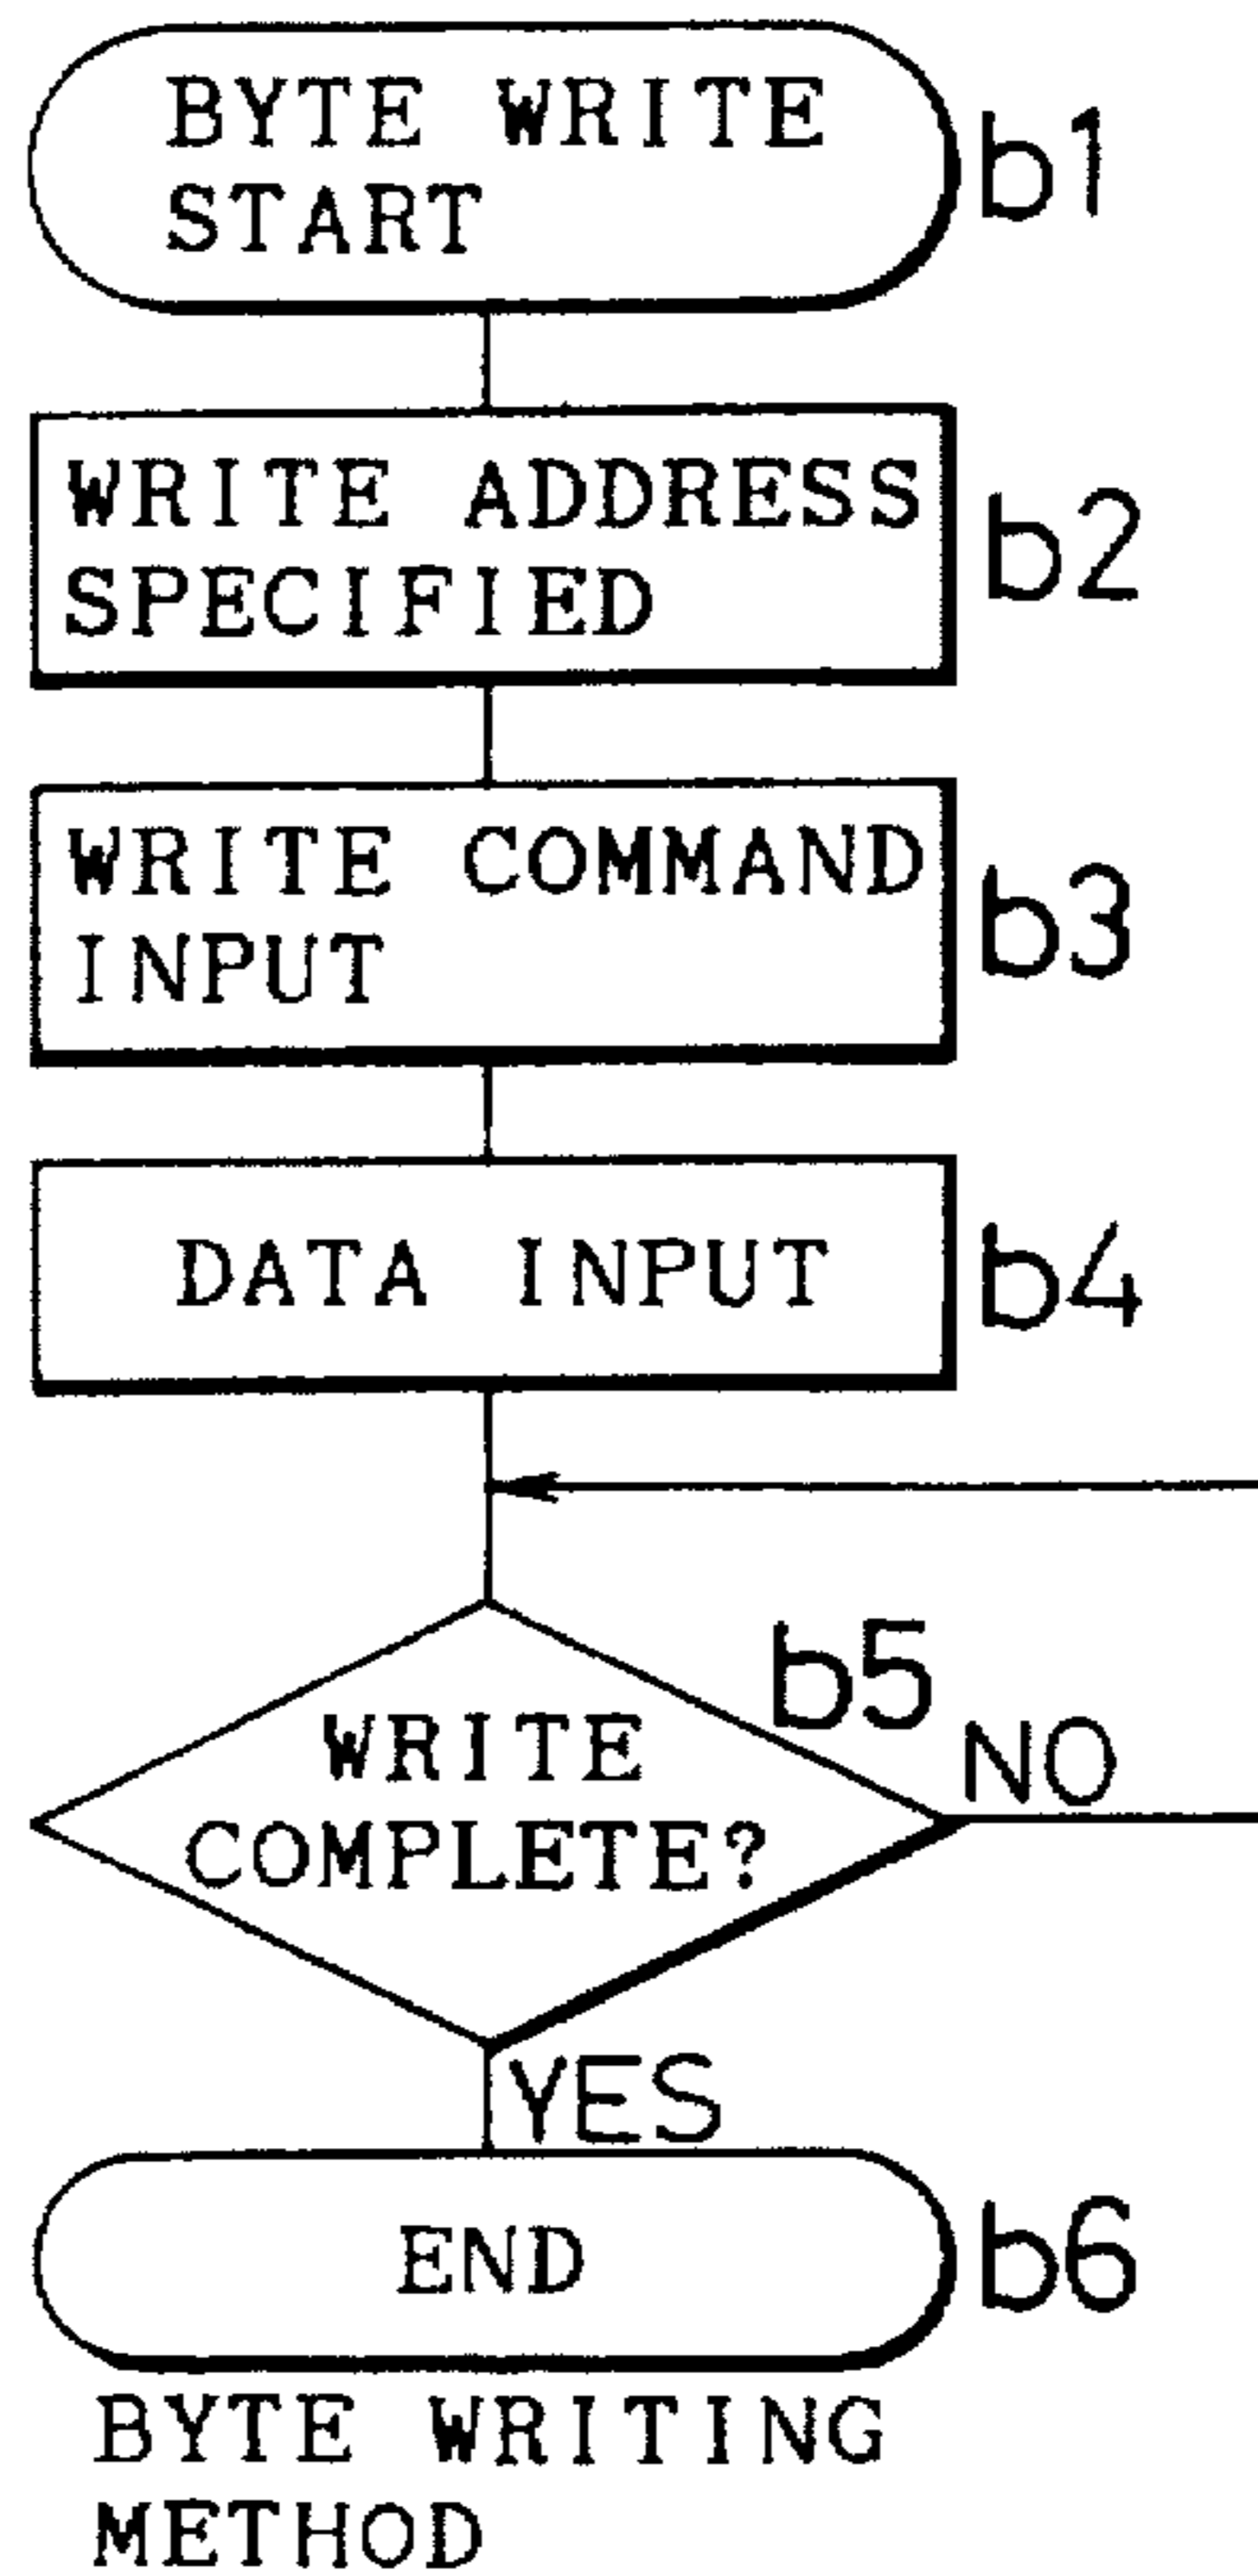 BYTE WRITE
START
b1
WRITE ADDRESS
SPECIFIED
b2
WRITE COMMAND
INPUT
b3
DATA INPUT
b4
b5
WRITE
COMPLETE?
NO
YES
END
b6
BYTE WRITING
METHOD